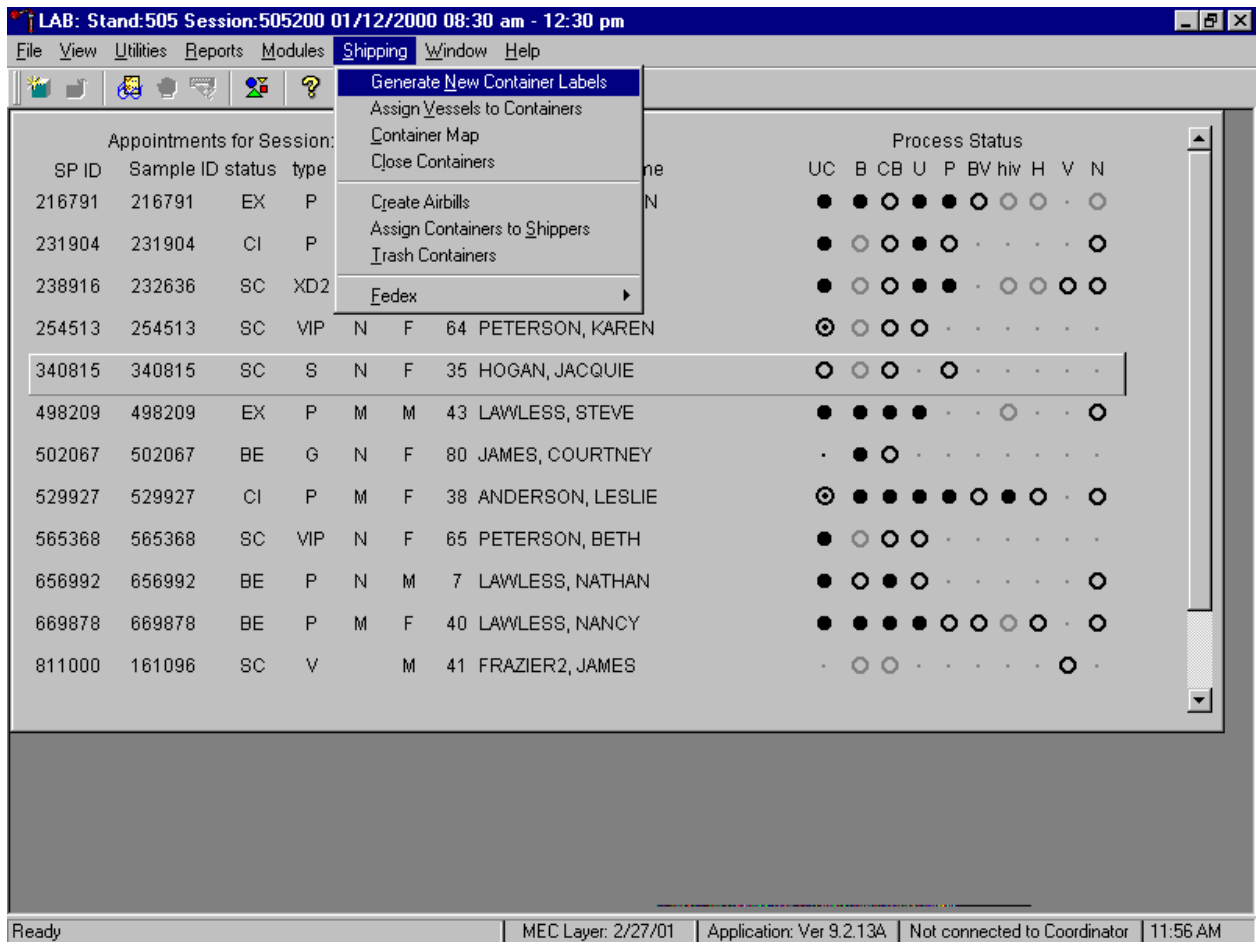 LAB: Stand:505 Session:505200 01/12/2000 08:30 am - 12:30 pm
File View Utilities Reports Modules Shipping Window Help
Generate New Container Labels
Assign Vessels to Containers
Container Map
Close Containers
Create Airbills
Assign Containers to Shippers
Trash Containers
Fedex
Appointments for Session: Process Status
SP ID Sample ID status type me UC B CB U P BV hiv H V N
216791 216791 EX P N
231904 231904 CI P
238916 232636 SC XD2
254513 254513 SC VIP N F 64 PETERSON, KAREN
340815 340815 SC S N F 35 HOGAN, JACQUIE
498209 498209 EX P M M 43 LAWLESS, STEVE
502067 502067 BE G N F 80 JAMES, COURTNEY
529927 529927 CI P M F 38 ANDERSON, LESLIE
565368 565368 SC VIP N F 65 PETERSON, BETH
656992 656992 BE P N M 7 LAWLESS, NATHAN
669878 669878 BE P M F 40 LAWLESS, NANCY
811000 161096 SC V M 41 FRAZIER2, JAMES
Ready MEC Layer: 2/27/01 Application: Ver 9.2.13A Not connected to Coordinator 11:56 AM